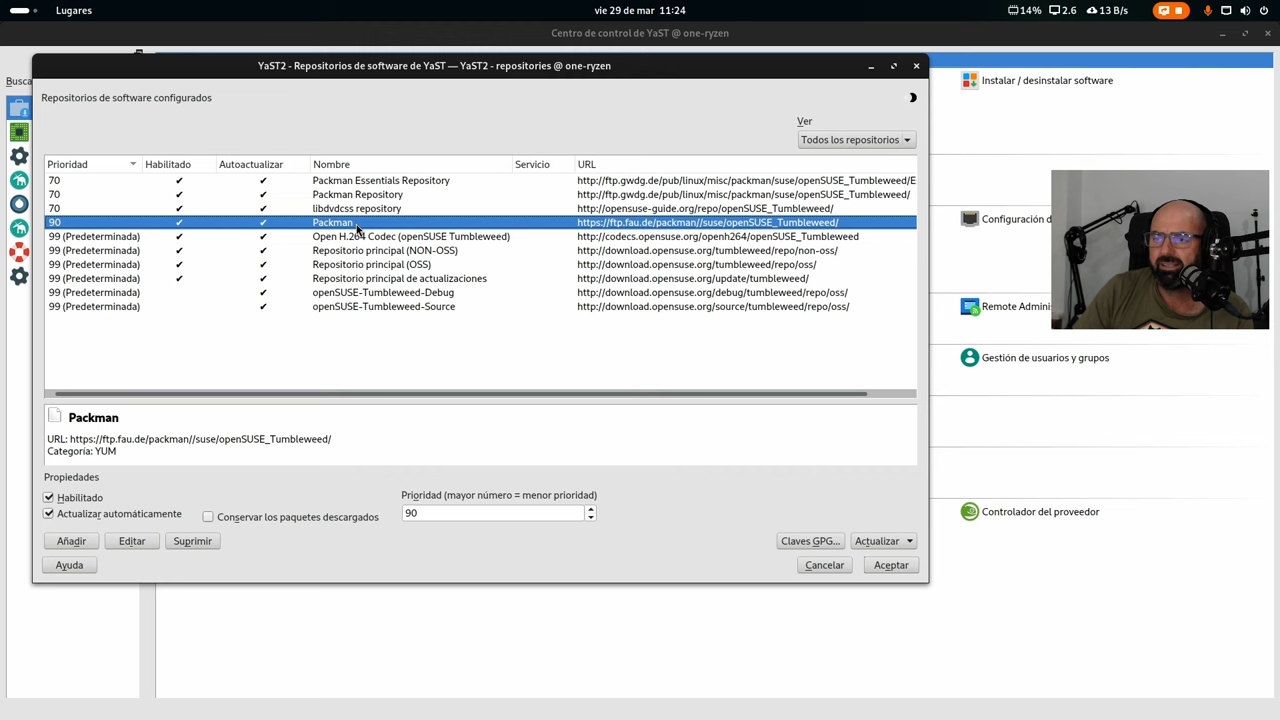 Lugares
vie 29 de mar 11:24
14% 2.6 13 B/s
Centro de control de YaST @ one-ryzen
YaST2 - Repositorios de software de YaST — YaST2 - repositories @ one-ryzen
Busca
Repositorios de software configurados
Ver
Todos los repositorios
Prioridad Habilitado Autoactualizar Nombre Servicio URL
70 ✔ ✔ Packman Essentials Repository http://ftp.gwdg.de/pub/linux/misc/packman/suse/openSUSE_Tumbleweed/E
70 ✔ ✔ Packman Repository http://ftp.gwdg.de/pub/linux/misc/packman/suse/openSUSE_Tumbleweed/
70 ✔ ✔ libdvdcss repository http://opensuse-guide.org/repo/openSUSE_Tumbleweed/
90 ✔ ✔ Packman https://ftp.fau.de/packman//suse/openSUSE_Tumbleweed/
99 (Predeterminada) ✔ ✔ Open H.264 Codec (openSUSE Tumbleweed) http://codecs.opensuse.org/openh264/openSUSE_Tumbleweed
99 (Predeterminada) ✔ ✔ Repositorio principal (NON-OSS) http://download.opensuse.org/tumbleweed/repo/non-oss/
99 (Predeterminada) ✔ ✔ Repositorio principal (OSS) http://download.opensuse.org/tumbleweed/repo/oss/
99 (Predeterminada) ✔ ✔ Repositorio principal de actualizaciones http://download.opensuse.org/update/tumbleweed/
99 (Predeterminada) ✔ openSUSE-Tumbleweed-Debug http://download.opensuse.org/debug/tumbleweed/repo/oss/
99 (Predeterminada) ✔ openSUSE-Tumbleweed-Source http://download.opensuse.org/source/tumbleweed/repo/oss/
Packman
URL: https://ftp.fau.de/packman//suse/openSUSE_Tumbleweed/
Categoría: YUM
Propiedades
Habilitado
Actualizar automáticamente
Conservar los paquetes descargados
Prioridad (mayor número = menor prioridad)
90
Añadir Editar Suprimir Claves GPG... Actualizar
Ayuda Cancelar Aceptar
Instalar / desinstalar software
Configuración d
Remote Admini
Gestión de usuarios y grupos
Controlador del proveedor